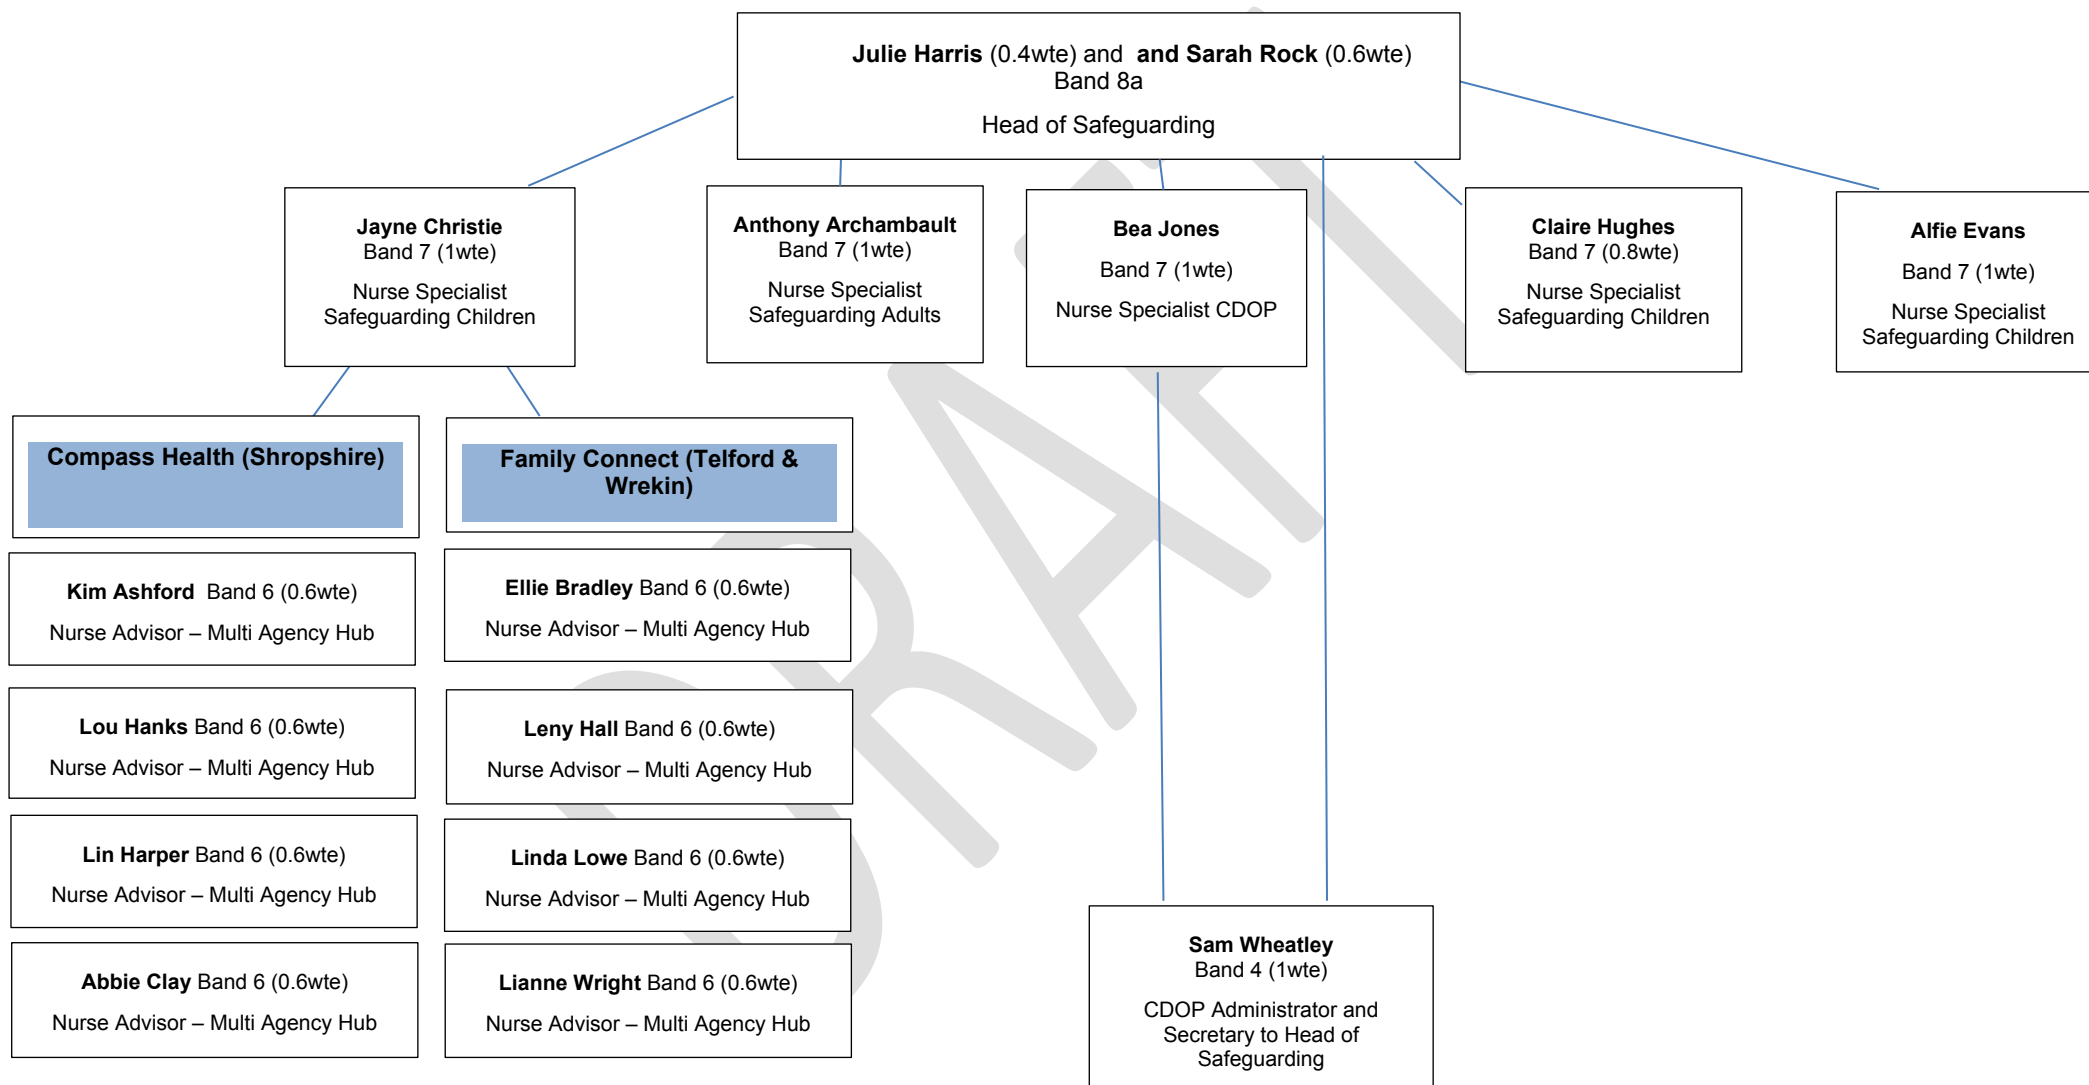 Julie Harris (0.4wte) and  and Sarah Rock (0.6wte)
Band 8a
Head of Safeguarding
Jayne Christie
Band 7 (1wte)
Nurse Specialist
Safeguarding Children
Anthony Archambault
Band 7 (1wte)
Nurse Specialist
Safeguarding Adults
Bea Jones
Band 7 (1wte)
Nurse Specialist CDOP
Claire Hughes
Band 7 (0.8wte)
Nurse Specialist
Safeguarding Children
Alfie Evans
Band 7 (1wte)
Nurse Specialist
Safeguarding Children
Compass Health (Shropshire)
Kim Ashford  Band 6 (0.6wte)
Nurse Advisor – Multi Agency Hub
Lou Hanks Band 6 (0.6wte)
Nurse Advisor – Multi Agency Hub
Lin Harper Band 6 (0.6wte)
Nurse Advisor – Multi Agency Hub
Abbie Clay Band 6 (0.6wte)
Nurse Advisor – Multi Agency Hub
Family Connect (Telford &
Wrekin)
Ellie Bradley Band 6 (0.6wte)
Nurse Advisor – Multi Agency Hub
Leny Hall Band 6 (0.6wte)
Nurse Advisor – Multi Agency Hub
Linda Lowe Band 6 (0.6wte)
Nurse Advisor – Multi Agency Hub
Lianne Wright Band 6 (0.6wte)
Nurse Advisor – Multi Agency Hub
Sam Wheatley
Band 4 (1wte)
CDOP Administrator and
Secretary to Head of
Safeguarding
DRAFT